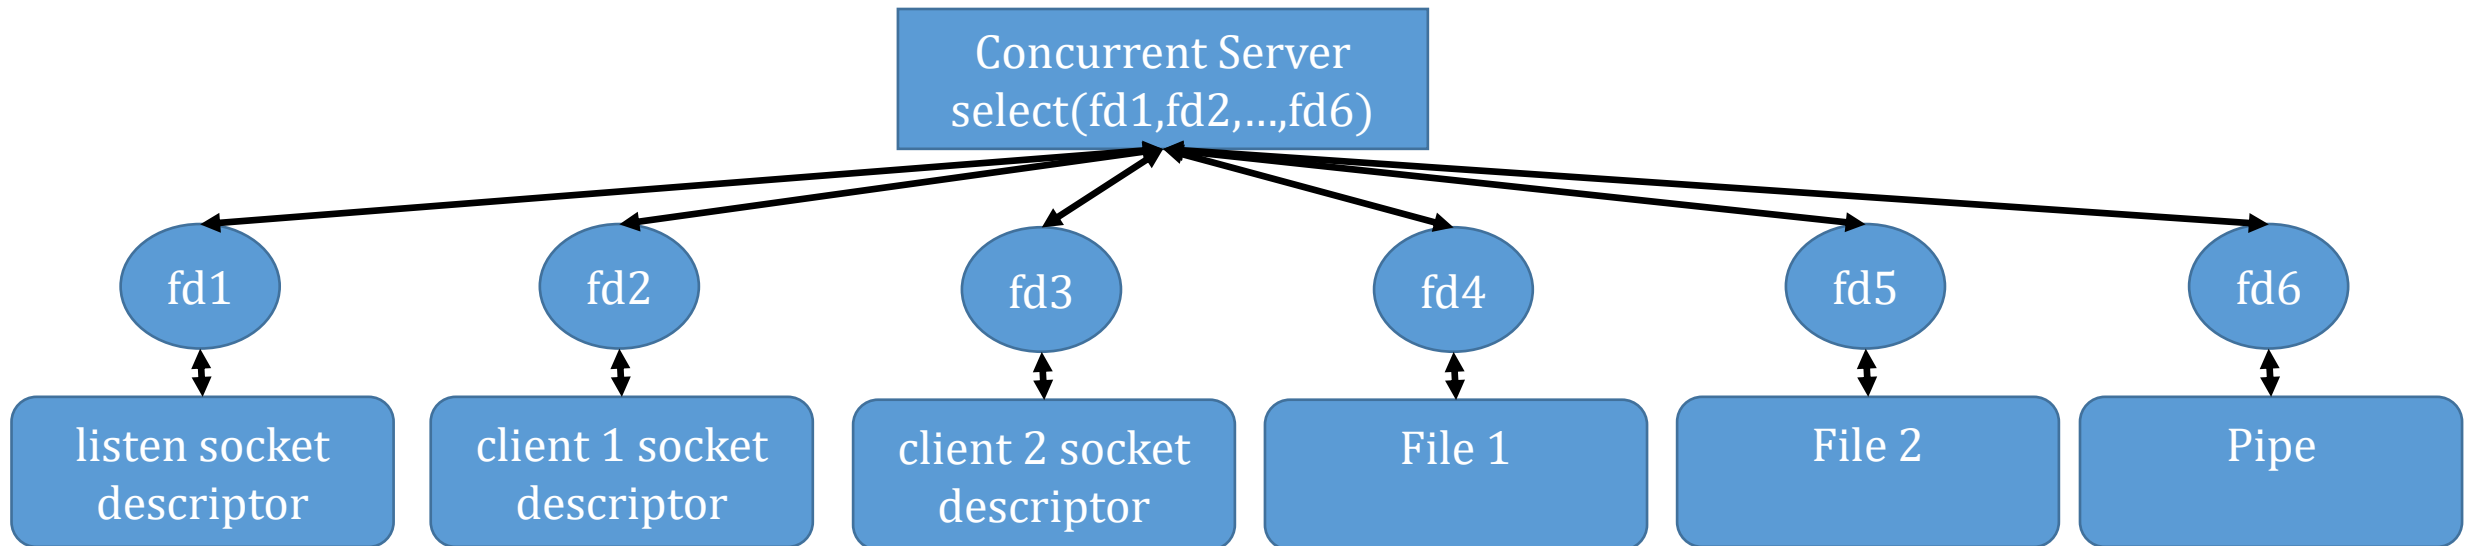 Concurrent Server
select(fd1,fd2,...,fd6)
fd1
fd2
fd3
fd4
fd5
fd6
listen socket
descriptor
client 1 socket
descriptor
client 2 socket
descriptor
File 1
File 2
Pipe